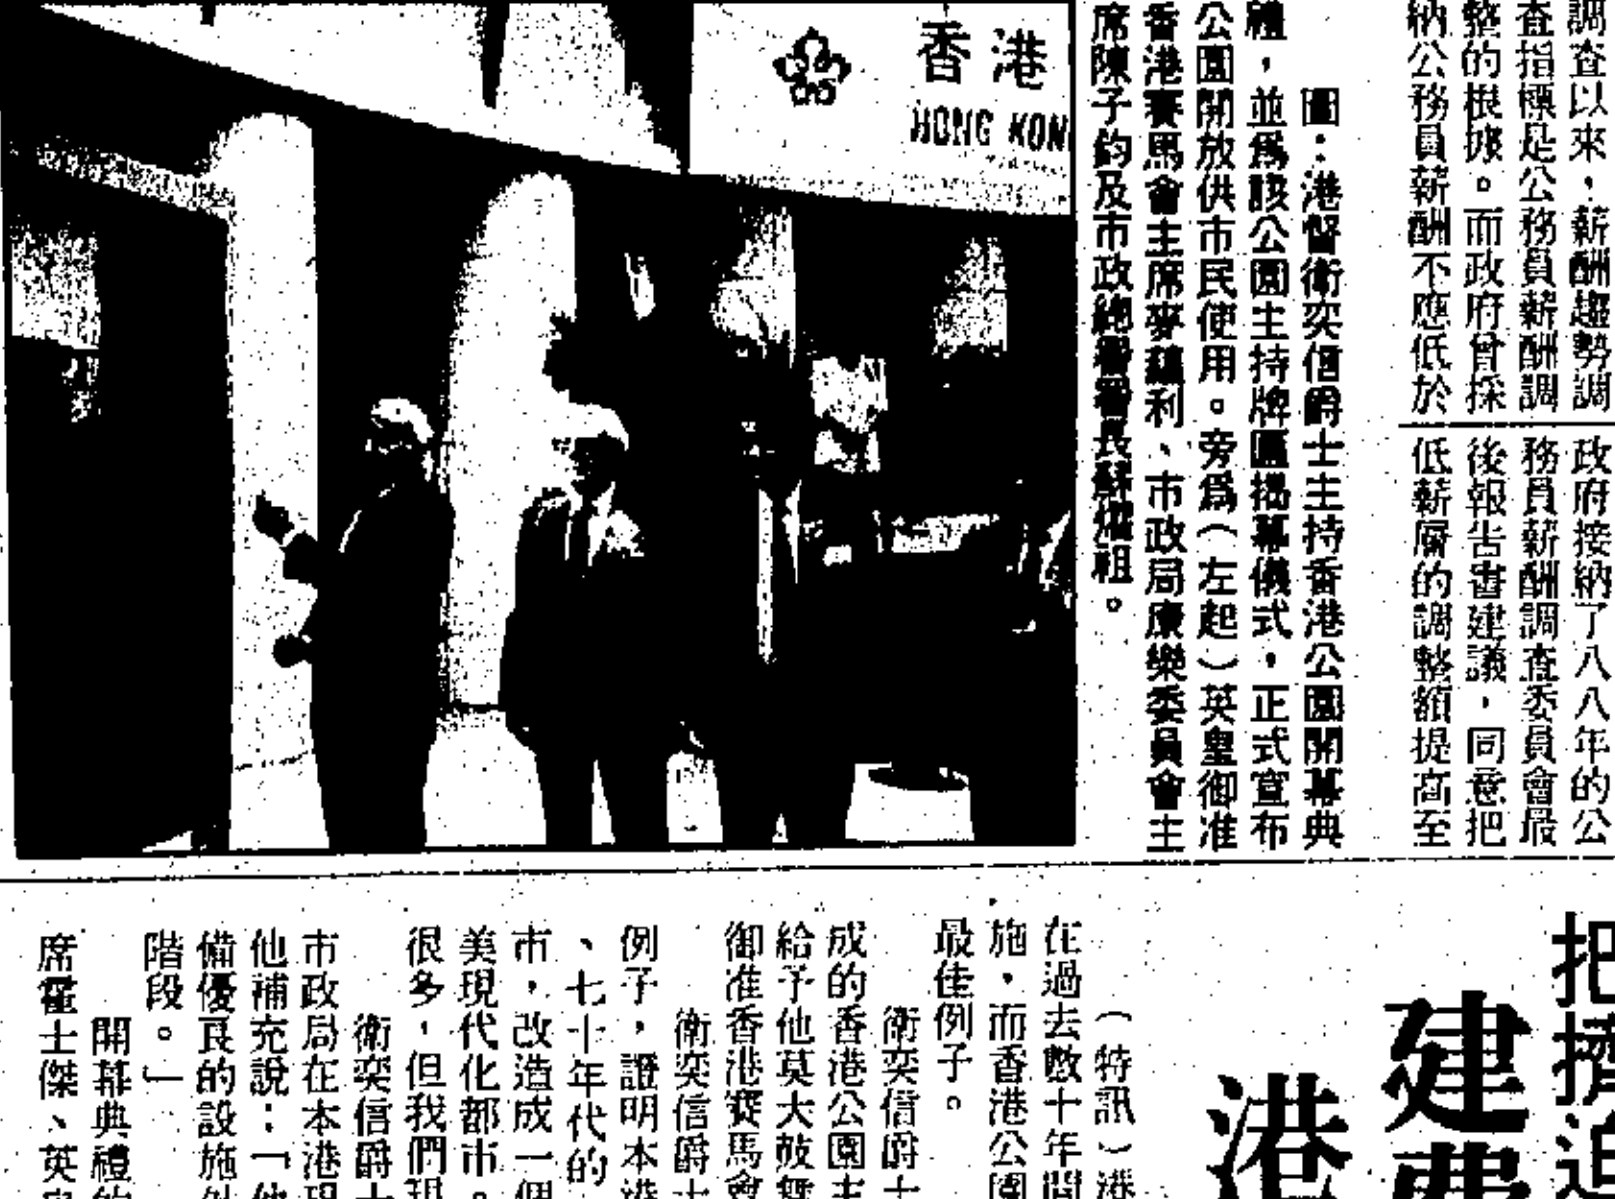 調查以來，薪酬趨勢調
查指標是公務員薪酬調
整的根據。而政府曾採
納公務員薪酬不應低於
政府接納了八八年的公
務員薪酬調查委員會最
後報告書建議，同意把
低薪層的調整額提高至
圖：港督衛奕信爵士主持香港公園開幕典
禮，並爲該公園主持牌匾揭幕儀式，正式宣布
公園開放供市民使用。旁爲（左起）英皇御准
香港賽馬會主席麥 利、市政局康樂委員會主
席陳子鈞及市政總署署長 祖。
香港
HONG KON
把擠迫
建
港
（特訊）港
在過去數十年間
施，而香港公園
最佳例子。
衛奕信爵士
成的香港公園主
給予他莫大鼓舞
御准香港賽馬會
衛奕信爵士
例子，證明本港
、七十年代的
市，改造成一個
美現代化都市。
很多，但我們現
衛奕信爵士
市政局在本港現
他補充說：「他
備優良的設施
階段。」
開幕典禮的
席霍士傑、英皇